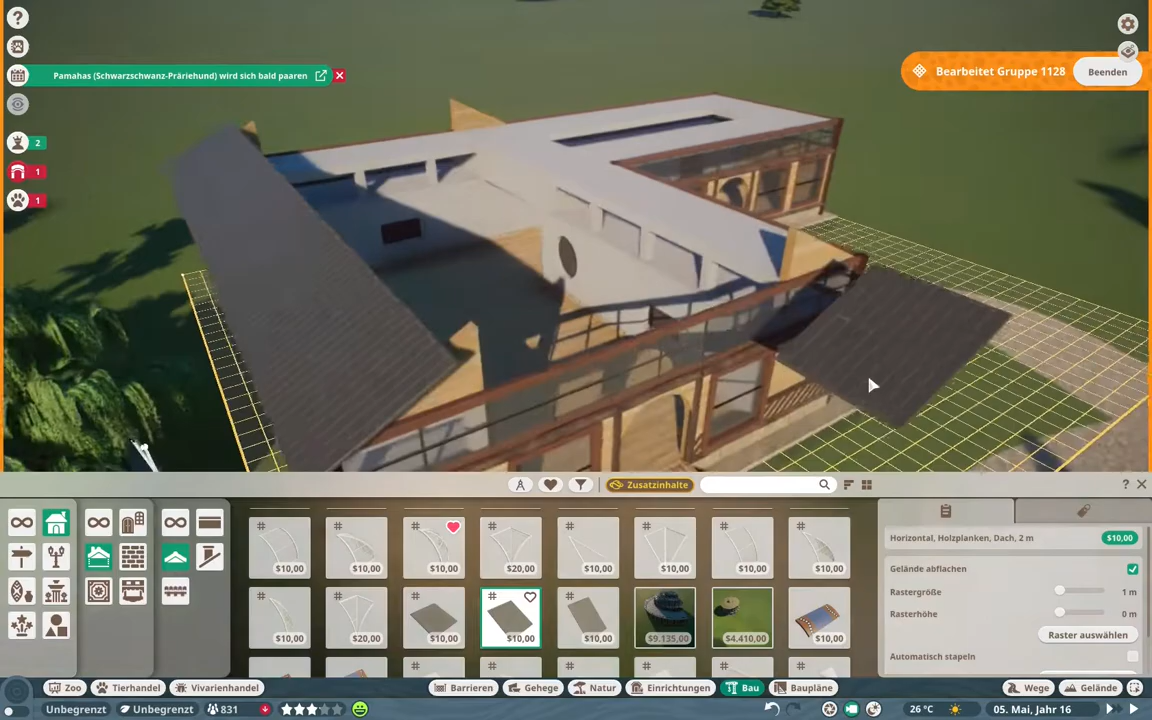 Pamahas (Schwarzschwanz-Präriehund) wird sich bald paaren
Bearbeitet Gruppe 1128
Beenden
2
1
1
Zusatzinhalte
$10,00
$10,00
$10,00
$20,00
$10,00
$10,00
$10,00
$10,00
$10,00
$20,00
$10,00
$10,00
$10,00
$9.135,00
$4.410,00
$10,00
Horizontal, Holzplanken, Dach, 2 m
$10,00
Gelände abflachen
Rastergröße
1 m
Rasterhöhe
0 m
Raster auswählen
Automatisch stapeln
Zoo
Tierhandel
Vivarienhandel
Barrieren
Gehege
Natur
Einrichtungen
Bau
Baupläne
Wege
Gelände
Unbegrenzt
Unbegrenzt
831
26 °C
05. Mai, Jahr 16